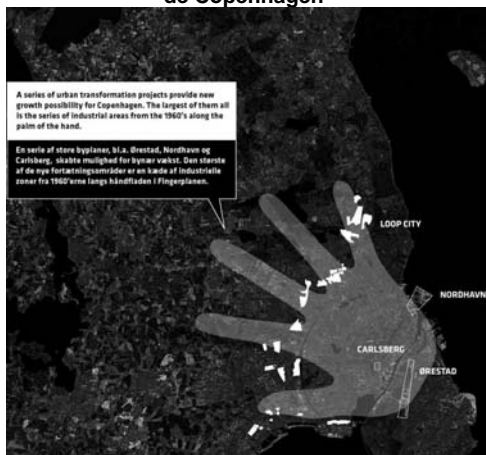 de Copenhagen
A series of urban transformation projects provide new
growth possibility for Copenhagen. The largest of them all
is the series of industrial areas from the 1960's along the
palm of the hand.
En serie af store byplaner, bl.a. Ørestad, Nordhavn og
Carlsberg, skabte mulighed for bynær vækst. Den største
af de nye fortætningsområder er en kæde af industrielle
zoner fra 1960'erne langs håndfladen i Fingerplanen.
LOOP CITY
NORDHAVN
CARLSBERG
ØRESTAD